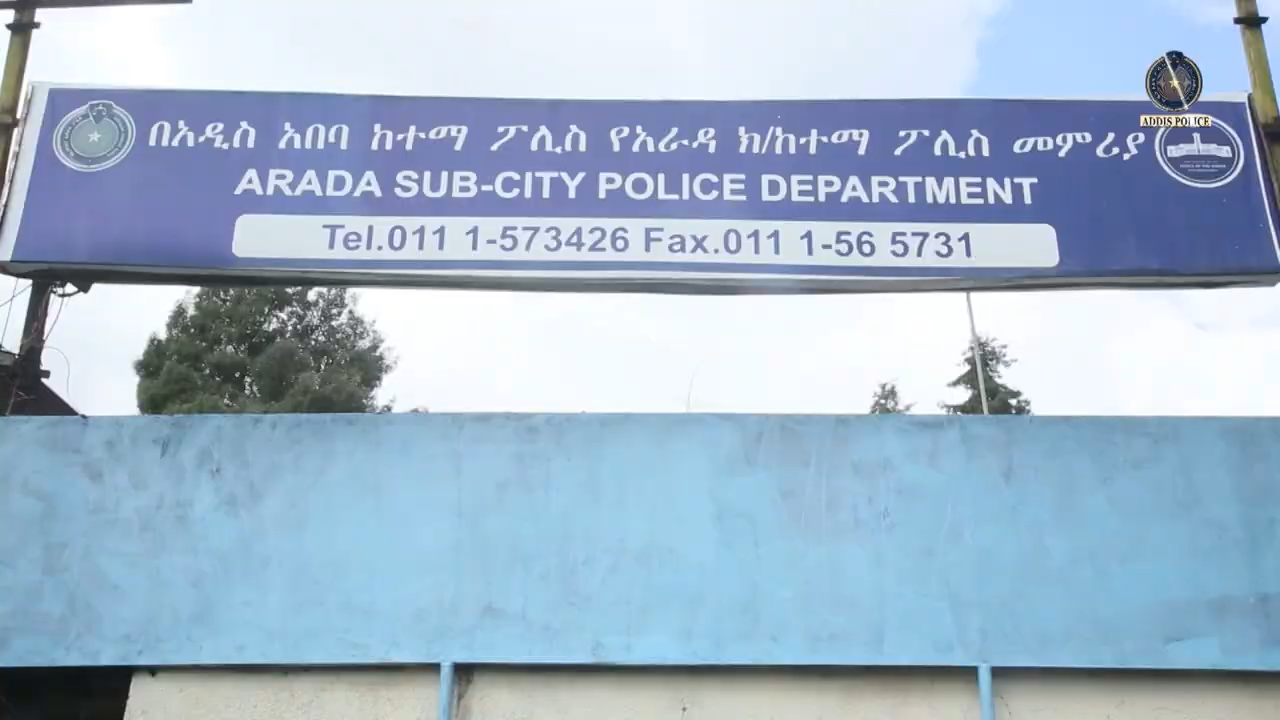 በአዲስ አበባ ከተማ ፖሊስ የአራዳ ክ/ከተማ ፖሊስ መምሪያ
ARADA SUB-CITY POLICE DEPARTMENT
Tel.011 1-573426 Fax.011 1-56 5731
ADDIS POLICE